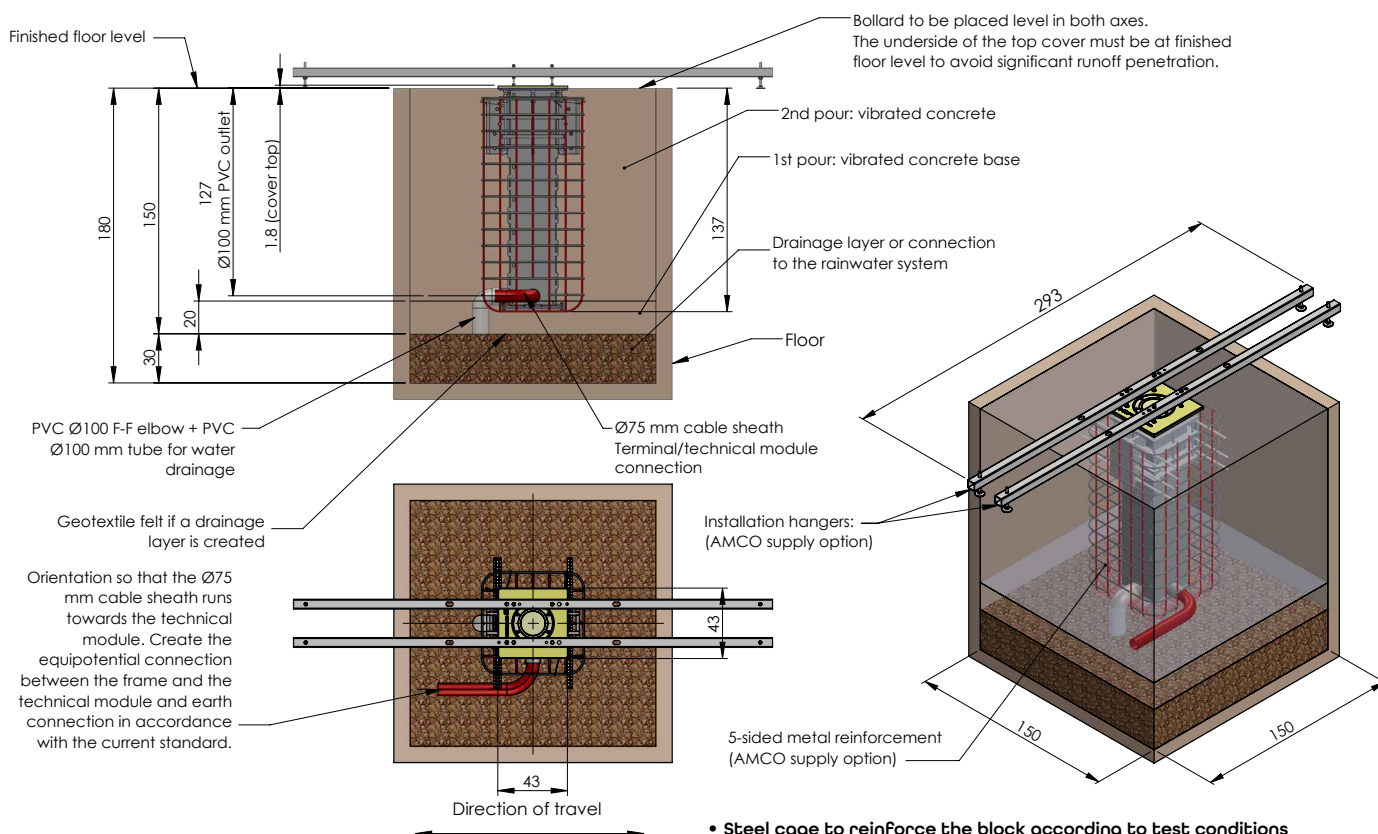 Finished floor level
Bollard to be placed level in both axes.
The underside of the top cover must be at finished
floor level to avoid significant runoff penetration.
2nd pour: vibrated concrete
1st pour: vibrated concrete base
180
150
127
Ø100 mm PVC outlet
1.8 (cover top)
137
20
30
Drainage layer or connection
to the rainwater system
Floor
PVC Ø100 F-F elbow + PVC
Ø100 mm tube for water
drainage
Ø75 mm cable sheath
Terminal/technical module
connection
Geotextile felt if a drainage
layer is created
Orientation so that the Ø75
mm cable sheath runs
towards the technical
module. Create the
equipotential connection
between the frame and the
technical module and earth
connection in accordance
with the current standard.
43
43
Direction of travel
293
Installation hangers:
(AMCO supply option)
5-sided metal reinforcement
(AMCO supply option)
150
150
• Steel cage to reinforce the block according to test conditions